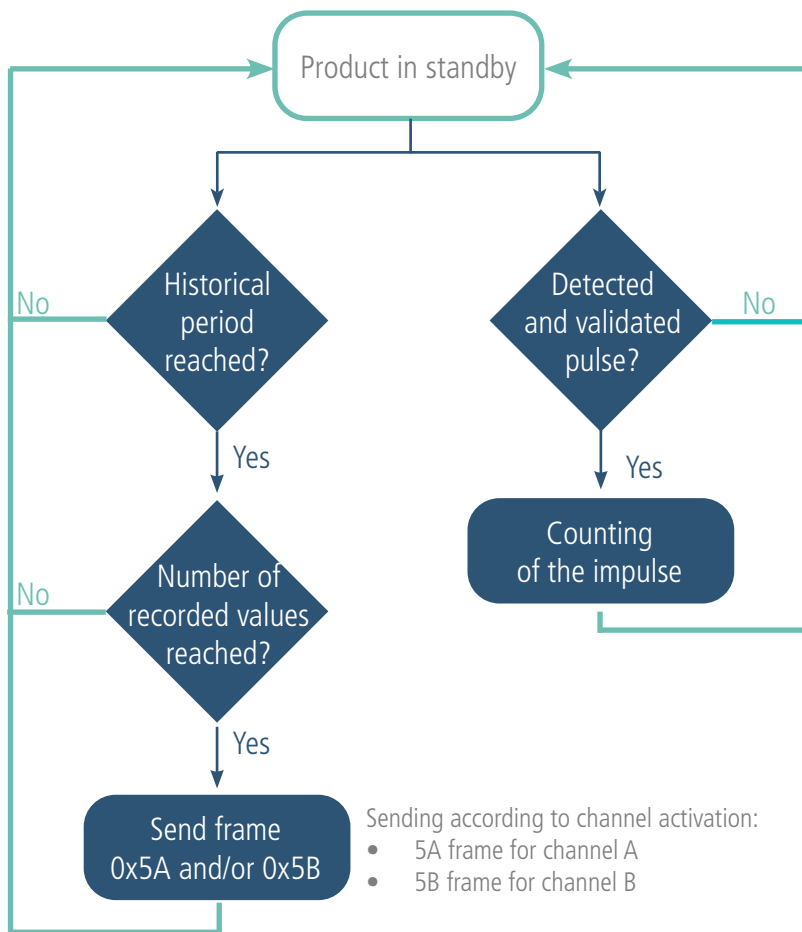 Product in standby
Historical
period
reached?
No
Yes
Number of
recorded values
reached?
No
Yes
Send frame
0x5A and/or 0x5B
Sending according to channel activation:
• 5A frame for channel A
• 5B frame for channel B
Detected
and validated
pulse?
No
Yes
Counting
of the impulse